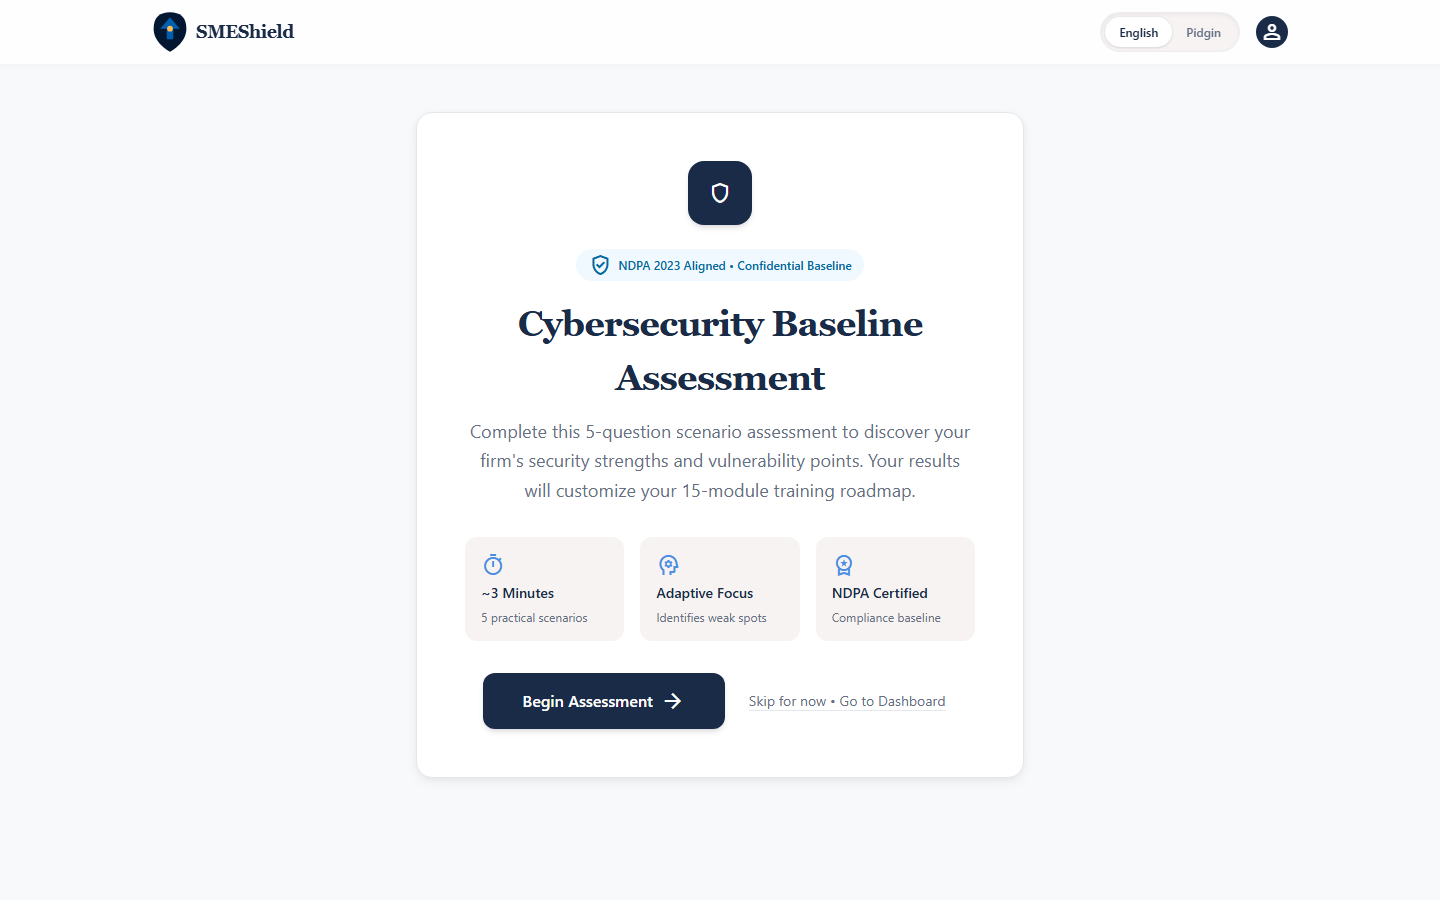 SMEShield
English
Pidgin
NDPA 2023 Aligned • Confidential Baseline
Cybersecurity Baseline
Assessment
Complete this 5-question scenario assessment to discover your
firm's security strengths and vulnerability points. Your results
will customize your 15-module training roadmap.
~3 Minutes
5 practical scenarios
Adaptive Focus
Identifies weak spots
NDPA Certified
Compliance baseline
Begin Assessment
Skip for now • Go to Dashboard